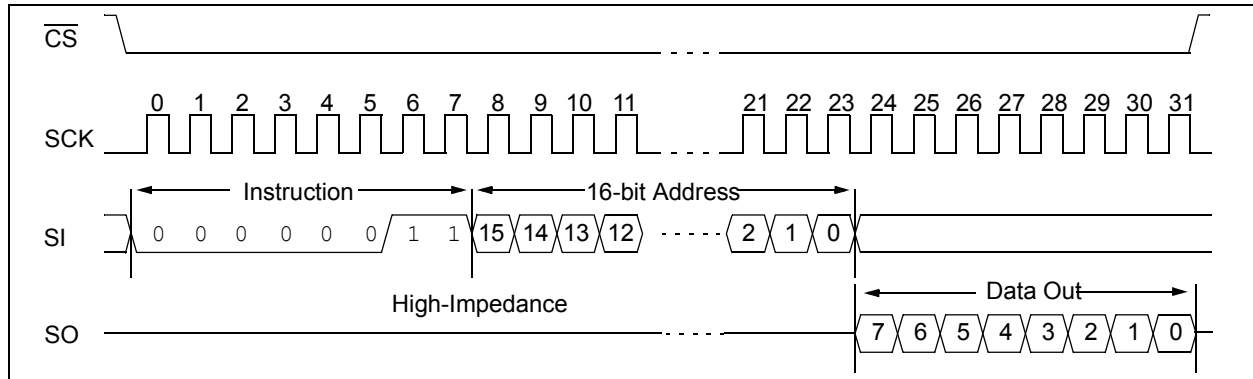 CS
0 1 2 3 4 5 6 7 8 9 10 11 21 22 23 24 25 26 27 28 29 30 31
SCK
Instruction 16-bit Address
SI 0 0 0 0 0 0 1 1 15 14 13 12 2 1 0
High-Impedance Data Out
SO 7 6 5 4 3 2 1 0